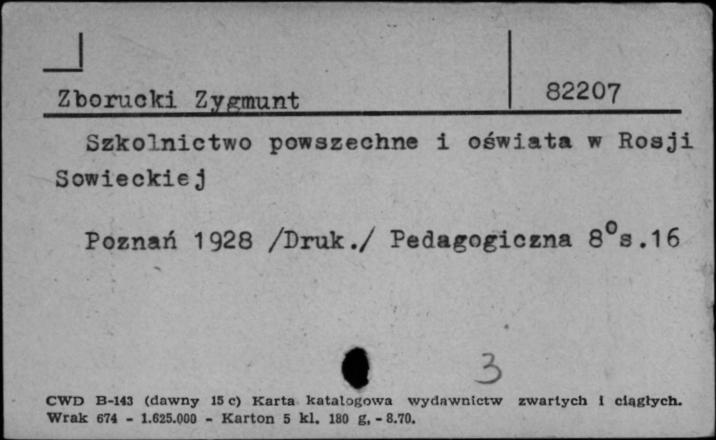 Zborucki Zygmunt 82207
Szkolnictwo powszechne i oświata w Rosji
Sowieckiej
Poznań 1928 /Druk./ Pedagogiczna 8°s.16
3
CWD B-143 (dawny 15 c) Karta katalogowa wydawnictw zwartych i ciągłych.
Wrak 674 - 1.625.000 - Karton 5 kl. 180 g, - 8.70.